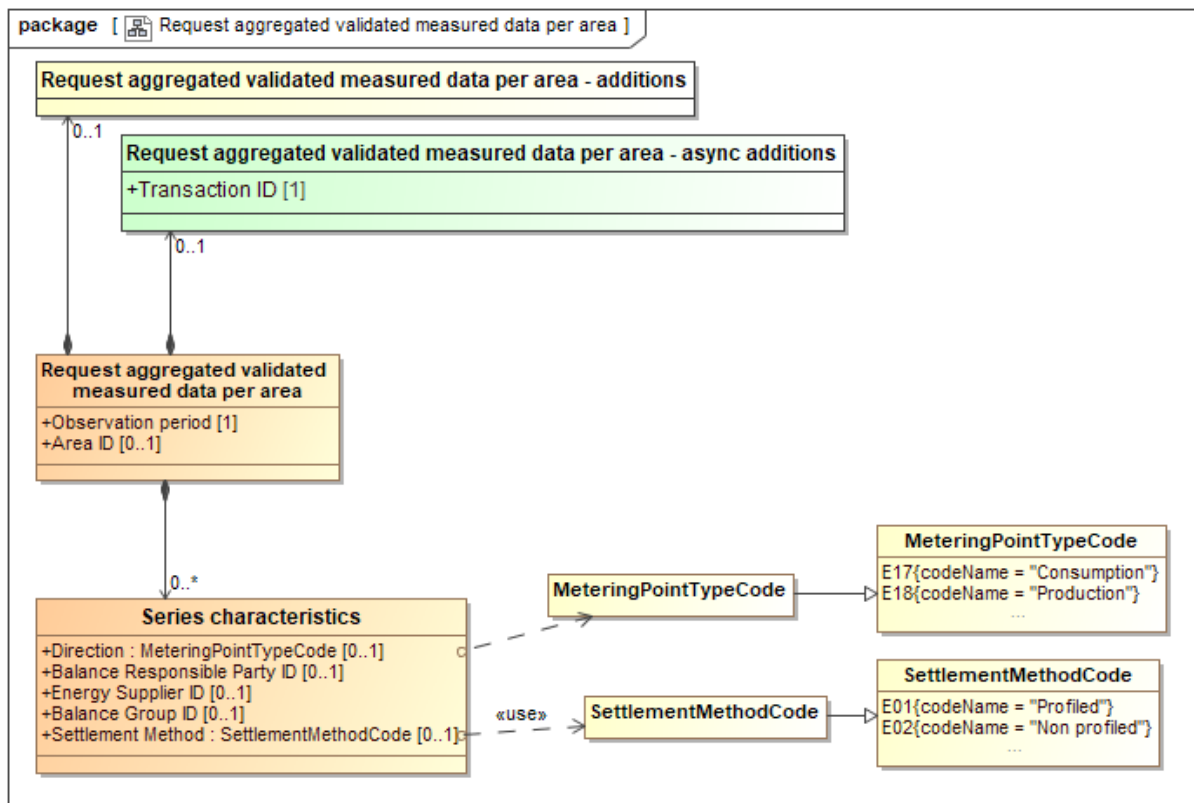 package [ Request aggregated validated measured data per area ]
Request aggregated validated measured data per area - additions
0..1
Request aggregated validated measured data per area - async additions
+Transaction ID [1]
0..1
Request aggregated validated
measured data per area
+Observation period [1]
+Area ID [0..1]
0..*
Series characteristics
+Direction : MeteringPointTypeCode [0..1]
+Balance Responsible Party ID [0..1]
+Energy Supplier ID [0..1]
+Balance Group ID [0..1]
+Settlement Method : SettlementMethodCode [0..1]
MeteringPointTypeCode
MeteringPointTypeCode
E17{codeName = "Consumption"}
E18{codeName = "Production"}
...
«use»
SettlementMethodCode
SettlementMethodCode
E01{codeName = "Profiled"}
E02{codeName = "Non profiled"}
...